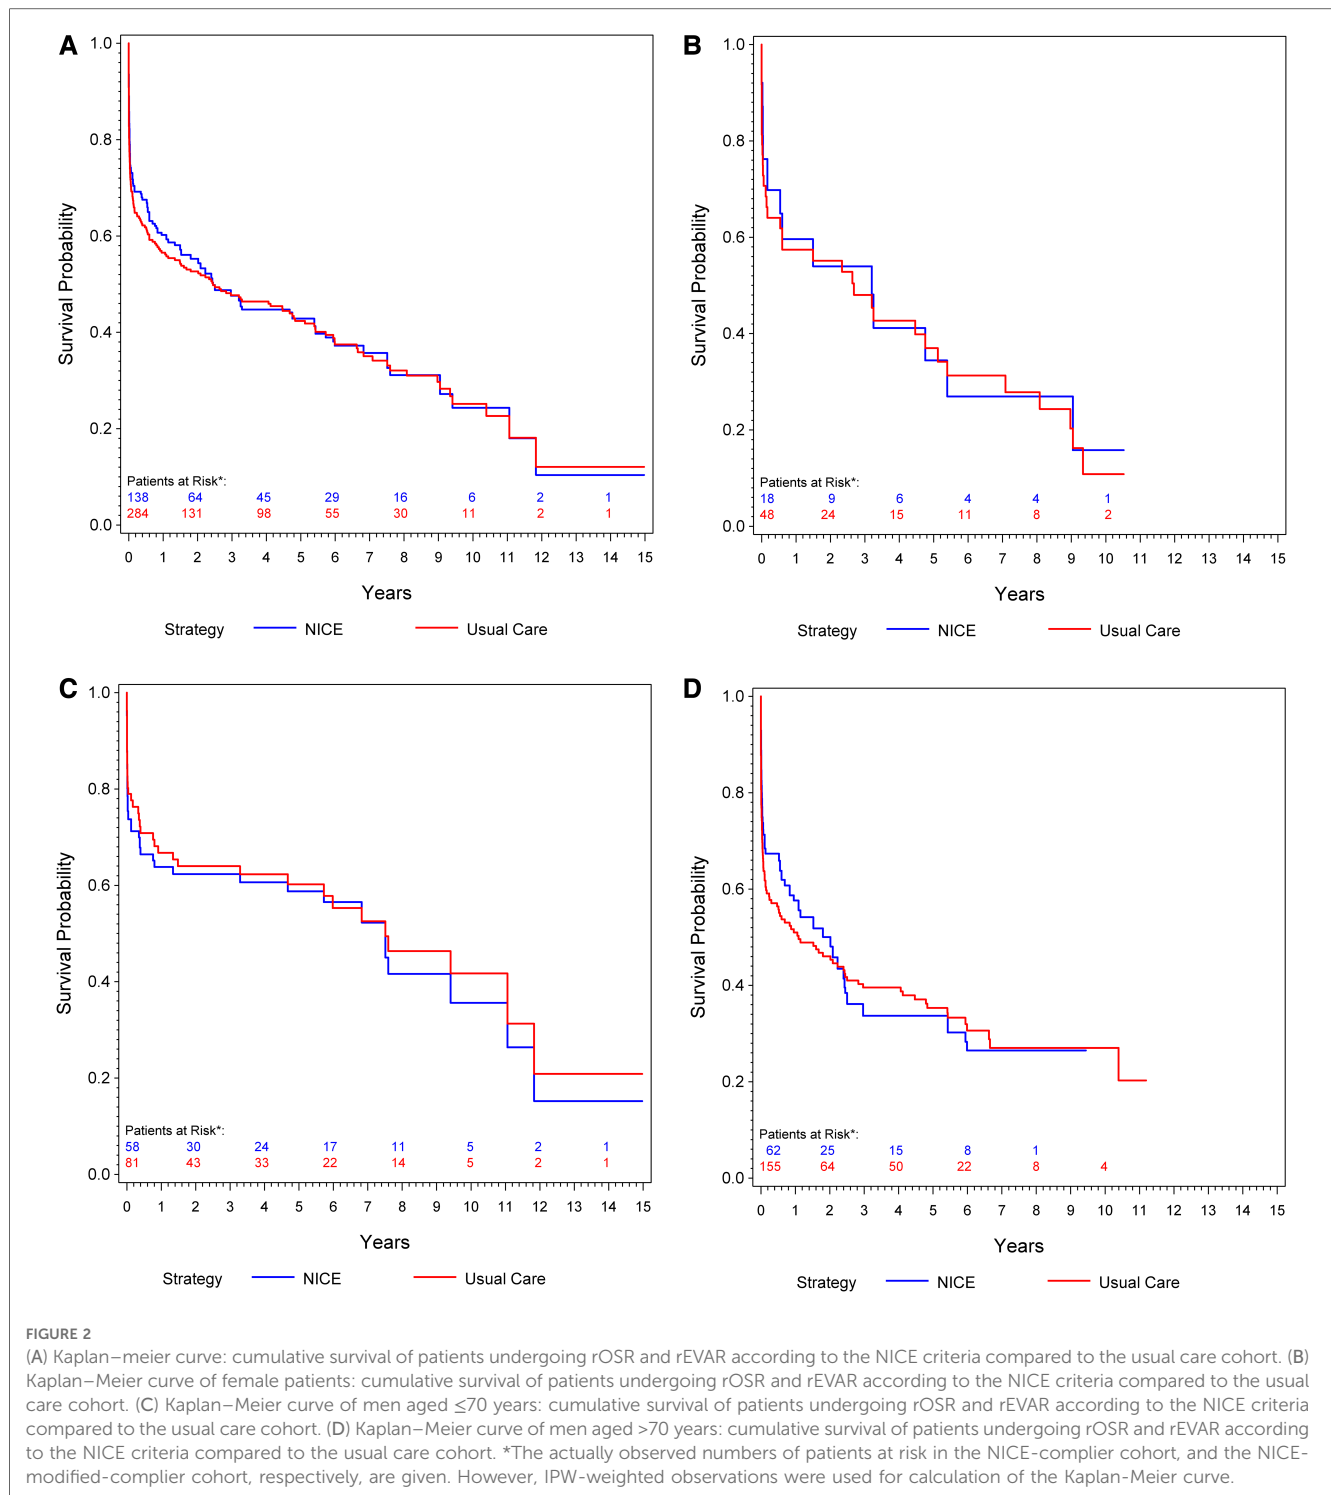 A
1.0
0.8
0.6
0.4
0.2
0.0
Survival Probability
Patients at Risk*:
138 64 45 29 16 6 2 1
284 131 98 55 30 11 2 1
0 1 2 3 4 5 6 7 8 9 10 11 12 13 14 15
Years
Strategy NICE Usual Care
B
1.0
0.8
0.6
0.4
0.2
0.0
Survival Probability
Patients at Risk*:
18 9 6 4 4 1
48 24 15 11 8 2
0 1 2 3 4 5 6 7 8 9 10 11 12 13 14 15
Years
Strategy NICE Usual Care
C
1.0
0.8
0.6
0.4
0.2
0.0
Survival Probability
Patients at Risk*:
58 30 24 17 11 5 2 1
81 43 33 22 14 5 2 1
0 1 2 3 4 5 6 7 8 9 10 11 12 13 14 15
Years
Strategy NICE Usual Care
D
1.0
0.8
0.6
0.4
0.2
0.0
Survival Probability
Patients at Risk*:
62 25 15 8 1
155 64 50 22 8 4
0 1 2 3 4 5 6 7 8 9 10 11 12 13 14 15
Years
Strategy NICE Usual Care
FIGURE 2
(A) Kaplan–meier curve: cumulative survival of patients undergoing rOSR and rEVAR according to the NICE criteria compared to the usual care cohort. (B)
Kaplan–Meier curve of female patients: cumulative survival of patients undergoing rOSR and rEVAR according to the NICE criteria compared to the usual
care cohort. (C) Kaplan–Meier curve of men aged ≤70 years: cumulative survival of patients undergoing rOSR and rEVAR according to the NICE criteria
compared to the usual care cohort. (D) Kaplan–Meier curve of men aged >70 years: cumulative survival of patients undergoing rOSR and rEVAR according
to the NICE criteria compared to the usual care cohort. *The actually observed numbers of patients at risk in the NICE-complier cohort, and the NICE-
modified-complier cohort, respectively, are given. However, IPW-weighted observations were used for calculation of the Kaplan-Meier curve.